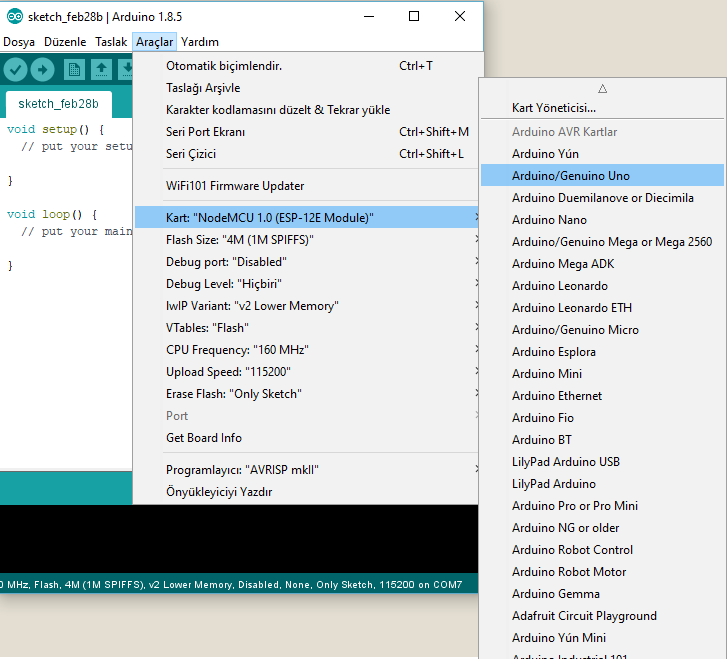 sketch_feb28b | Arduino 1.8.5
Dosya Düzenle Taslak Araçlar Yardım
sketch_feb28b
void setup() {
// put your setu
}
void loop() {
// put your main
}
Otomatik biçimlendir. Ctrl+T
Taslağı Arşivle
Karakter kodlamasını düzelt & Tekrar yükle
Seri Port Ekranı Ctrl+Shift+M
Seri Çizici Ctrl+Shift+L
WiFi101 Firmware Updater
Kart: "NodeMCU 1.0 (ESP-12E Module)"
Flash Size: "4M (1M SPIFFS)"
Debug port: "Disabled"
Debug Level: "Hiçbiri"
lwIP Variant: "v2 Lower Memory"
VTables: "Flash"
CPU Frequency: "160 MHz"
Upload Speed: "115200"
Erase Flash: "Only Sketch"
Port
Get Board Info
Programlayıcı: "AVRISP mkII"
Önyükleyiciyi Yazdır
Kart Yöneticisi...
Arduino AVR Kartlar
Arduino Yún
Arduino/Genuino Uno
Arduino Duemilanove or Diecimila
Arduino Nano
Arduino/Genuino Mega or Mega 2560
Arduino Mega ADK
Arduino Leonardo
Arduino Leonardo ETH
Arduino/Genuino Micro
Arduino Esplora
Arduino Mini
Arduino Ethernet
Arduino Fio
Arduino BT
LilyPad Arduino USB
LilyPad Arduino
Arduino Pro or Pro Mini
Arduino NG or older
Arduino Robot Control
Arduino Robot Motor
Arduino Gemma
Adafruit Circuit Playground
Arduino Yún Mini
Arduino Industrial 101
0 MHz, Flash, 4M (1M SPIFFS), v2 Lower Memory, Disabled, None, Only Sketch, 115200 on COM7